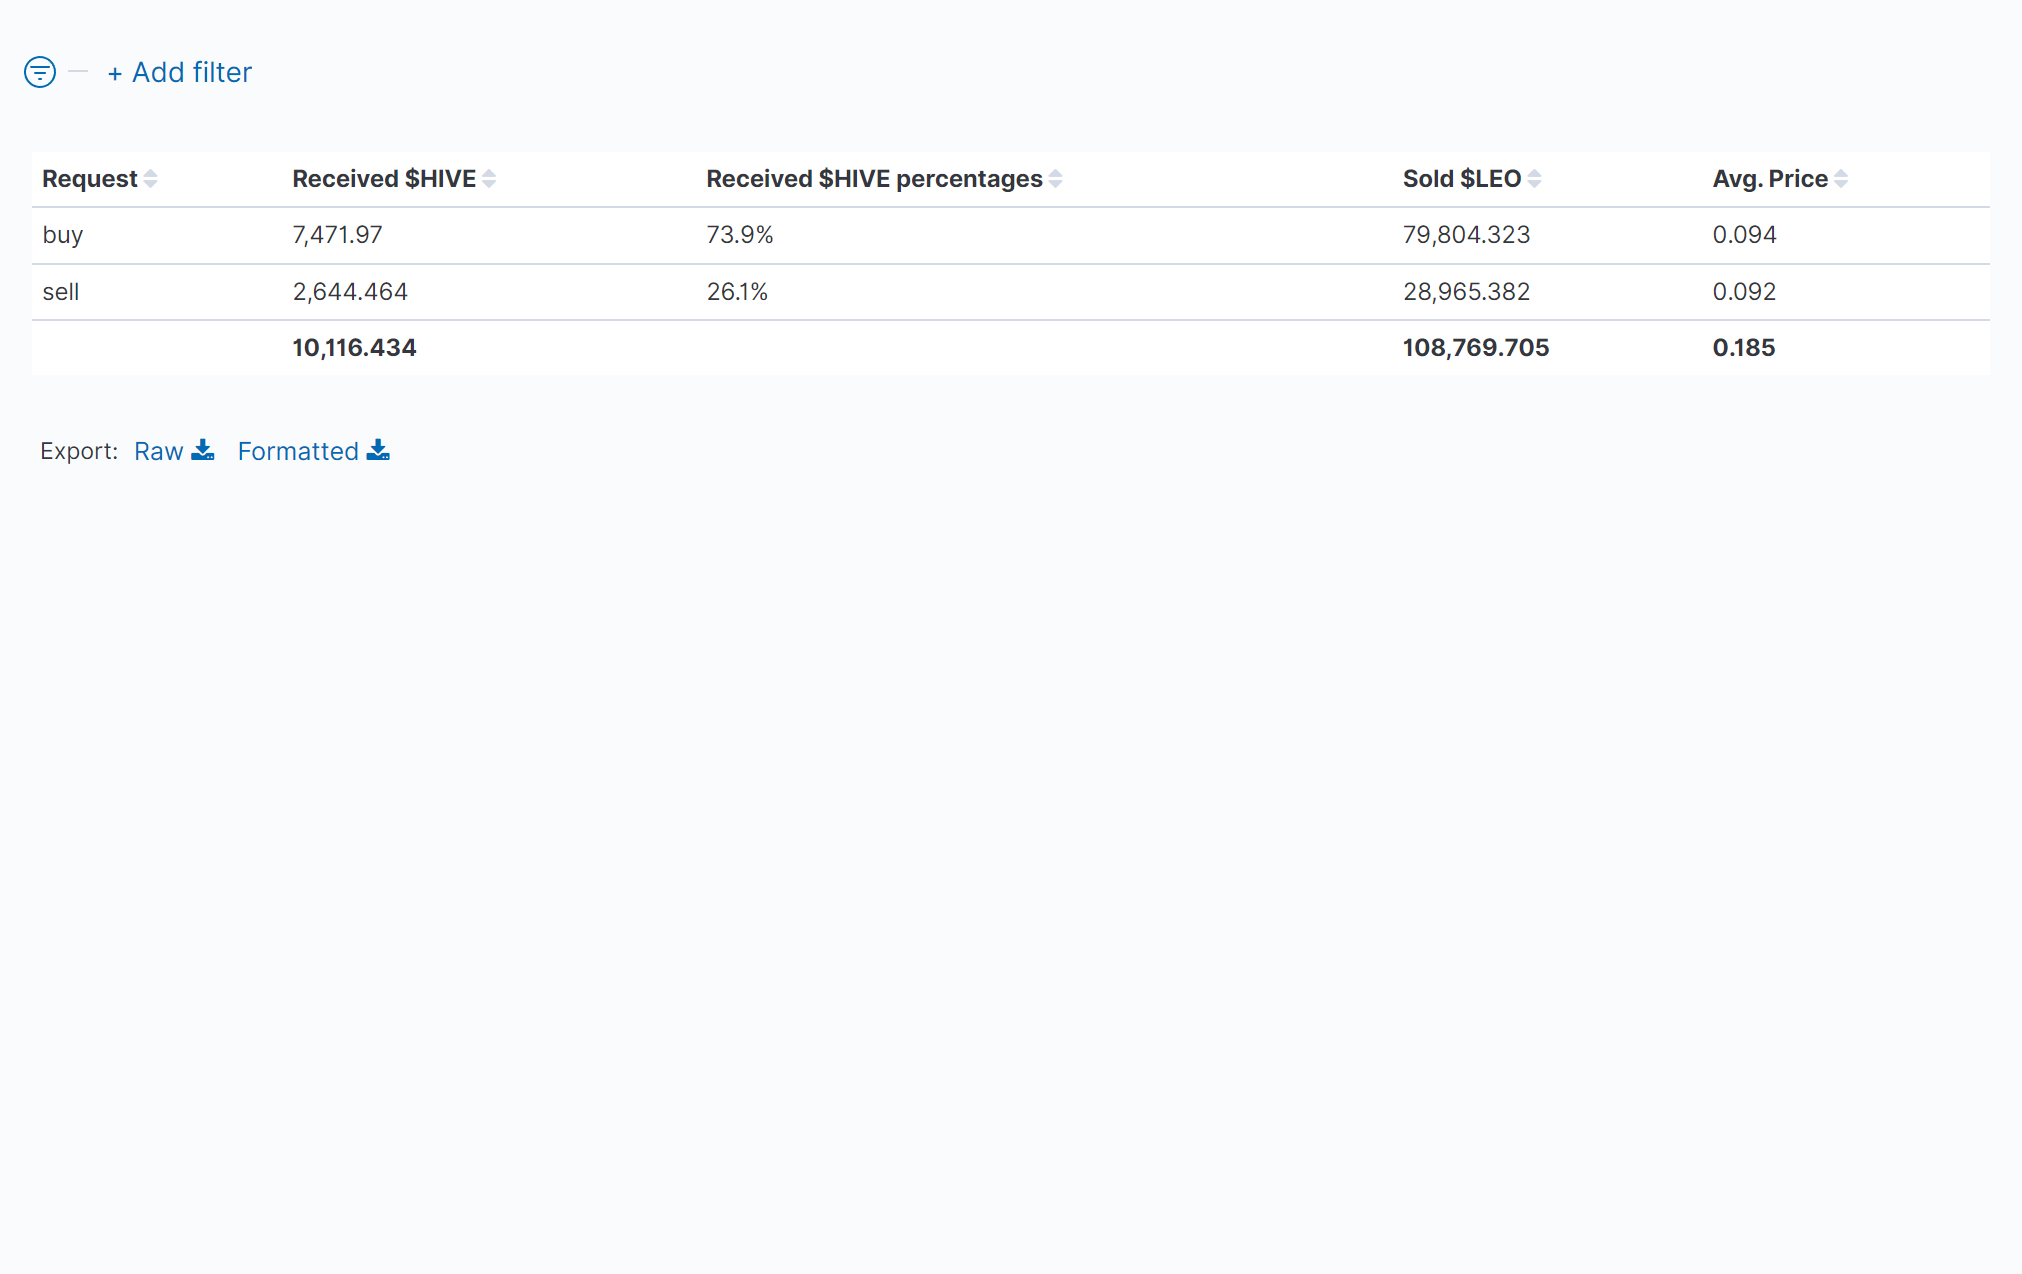 + Add filter
Request Received $HIVE Received $HIVE percentages Sold $LEO Avg. Price
buy 7,471.97 73.9% 79,804.323 0.094
sell 2,644.464 26.1% 28,965.382 0.092
10,116.434 108,769.705 0.185
Export: Raw Formatted